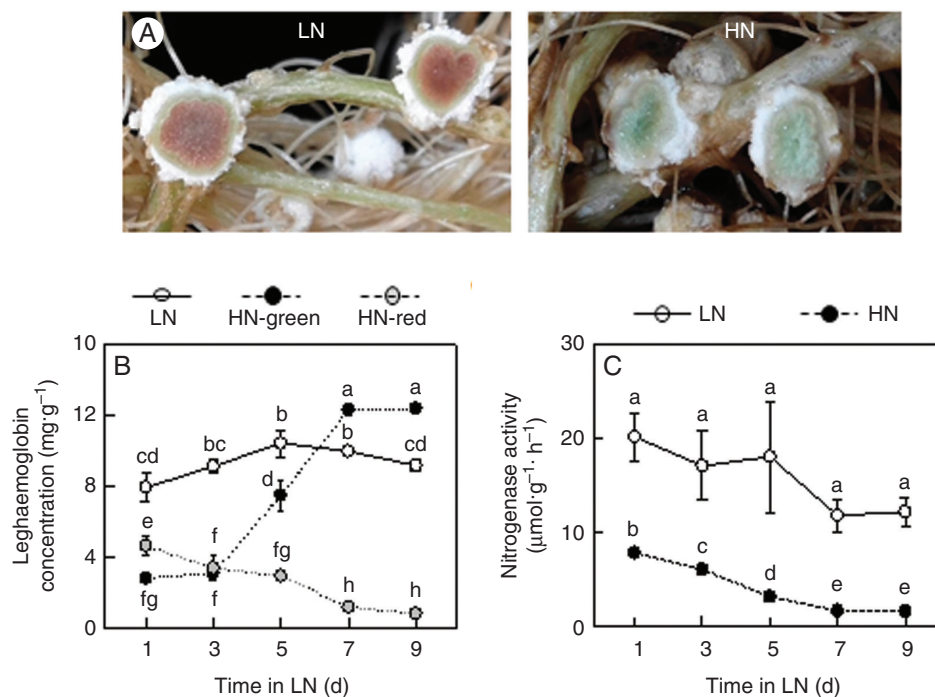 A
LN
HN
LN
HN-green
HN-red
LN
HN
B
Leghaemoglobin
concentration (mg·g⁻¹)
16
12
8
4
0
cd
bc
b
a
a
b
cd
d
e
f
fg
h
h
fg
f
1
3
5
7
9
Time in LN (d)
C
Nitrogenase activity
(µmol·g⁻¹· h⁻¹)
30
20
10
0
a
a
a
a
a
b
c
d
e
e
1
3
5
7
9
Time in LN (d)